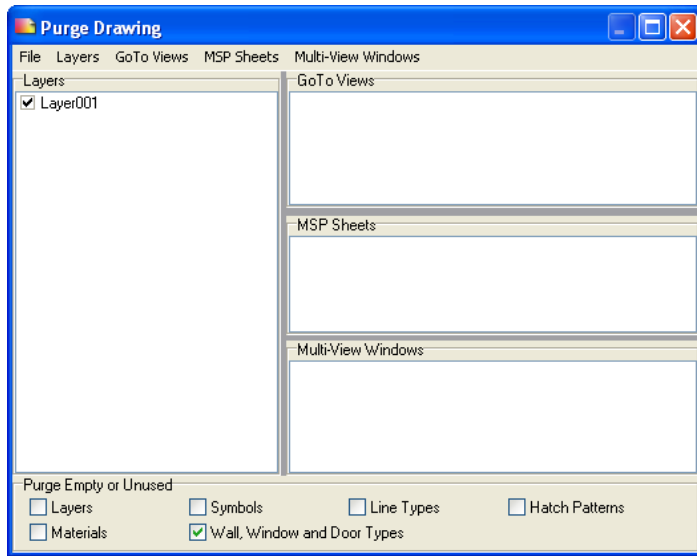 Purge Drawing
File Layers GoTo Views MSP Sheets Multi-View Windows
Layers
Layer001
GoTo Views
MSP Sheets
Multi-View Windows
Purge Empty or Unused
Layers Symbols Line Types Hatch Patterns
Materials Wall, Window and Door Types